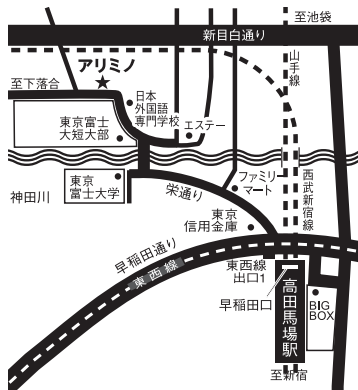 至池袋
新目白通り
山手線
アリミノ
至下落合
日本
外国語
専門学校
エステー
東京富士
大短大部
東京
富士大学
神田川
栄通り
ファミリー
マート
西武新宿線
東京
信用金庫
早稲田通り
東西線
東西線
出口1
早稲田口
高田馬場駅
BIG
BOX
至新宿